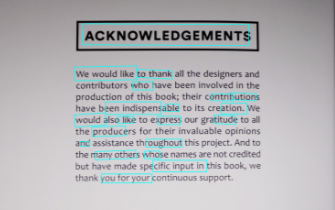 ACKNOWLEDGEMENTS
We would like to thank all the designers and
contributors who have been involved in the
production of this book; their contributions
have been indispensable to its creation. We
would also like to express our gratitude to all
the producers for their invaluable opinions
and assistance throughout this project. And to
the many others whose names are not credited
but have made specific input in this book, we
thank you for your continuous support.